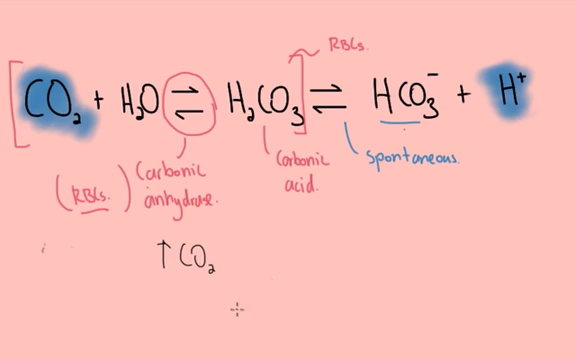 RBCs.
[CO₂ + H₂O ⇌ H₂CO₃] ⇌ HCO₃⁻ + H⁺
(RBCs.) Carbonic anhydrase.
Carbonic acid.
spontaneous.
↑ CO₂